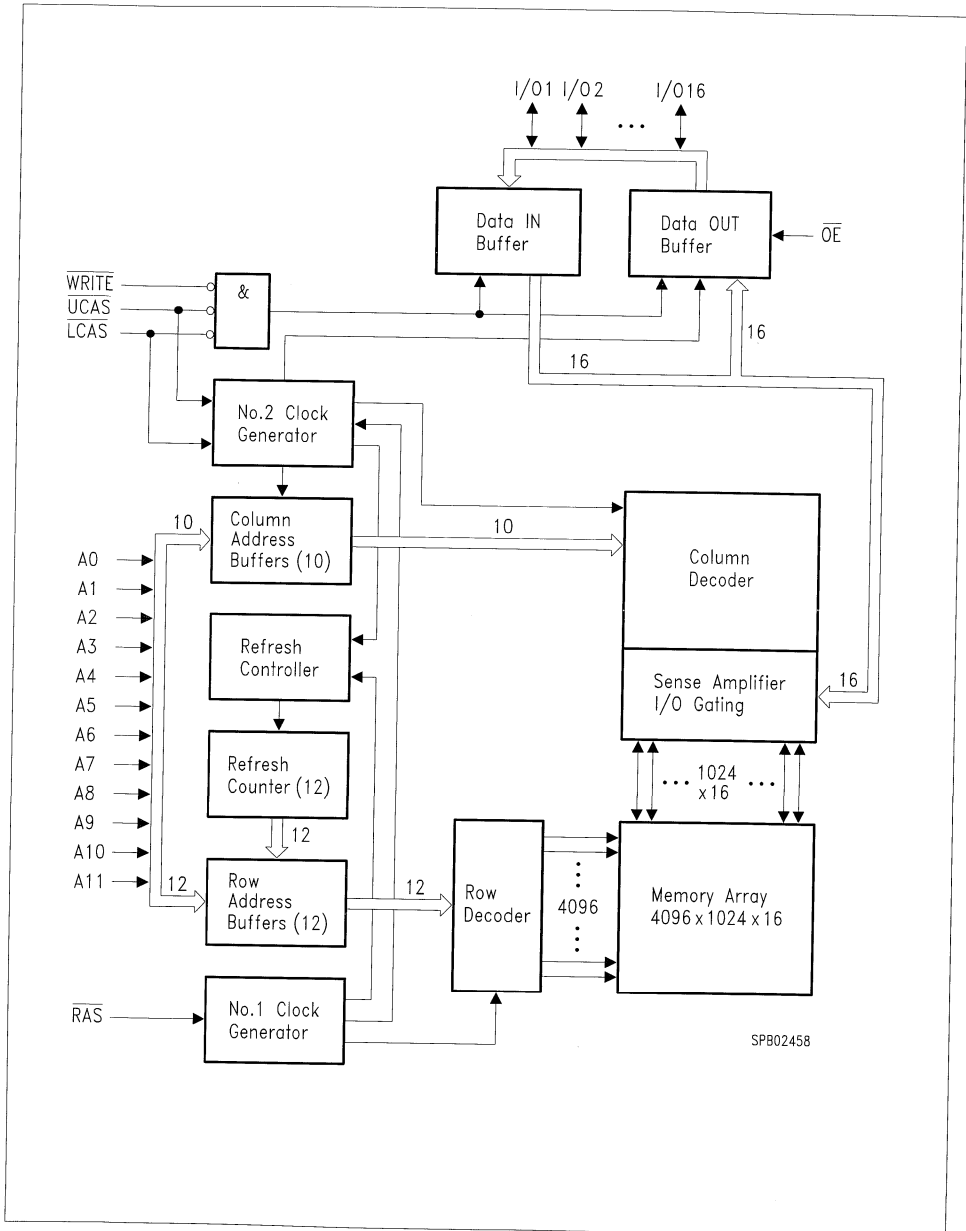 I/O1 I/O2 ... I/O16
Data IN
Buffer
Data OUT
Buffer
OE
WRITE
UCAS
LCAS
&
16
16
No.2 Clock
Generator
10
Column
Address
Buffers (10)
10
Column
Decoder
A0
A1
A2
A3
A4
A5
A6
A7
A8
A9
A10
A11
Refresh
Controller
Sense Amplifier
I/O Gating
16
Refresh
Counter (12)
12
... 1024 ...
x 16
12
Row
Address
Buffers (12)
12
Row
Decoder
4096
Memory Array
4096 x 1024 x 16
RAS
No.1 Clock
Generator
SPB02458